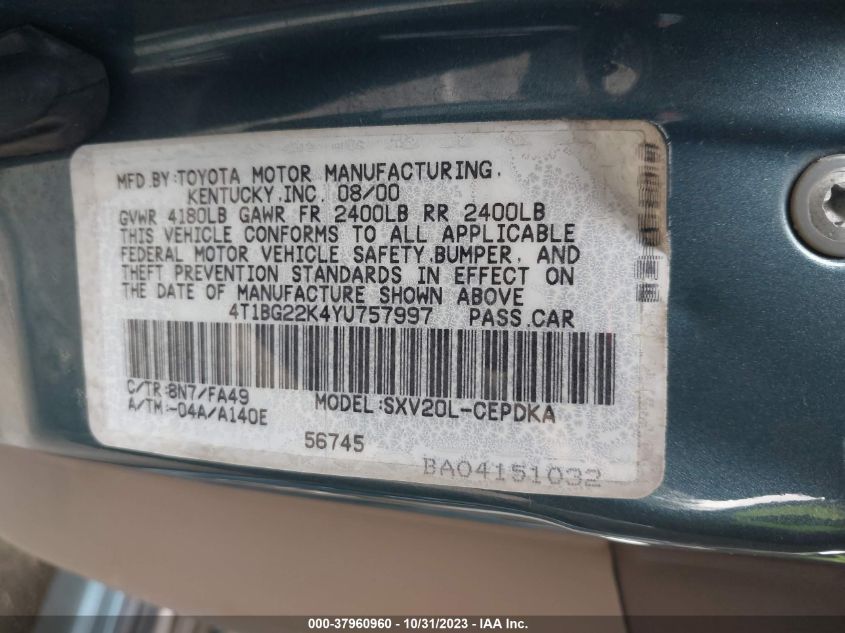 MFD.BY:TOYOTA MOTOR MANUFACTURING,
KENTUCKY,INC. 08/00
GVWR 4180LB GAWR FR 2400LB RR 2400LB
THIS VEHICLE CONFORMS TO ALL APPLICABLE
FEDERAL MOTOR VEHICLE SAFETY,BUMPER, AND
THEFT PREVENTION STANDARDS IN EFFECT ON
THE DATE OF MANUFACTURE SHOWN ABOVE
4T1BG22K4YU757997 PASS.CAR
C/TR:8N7/FA49
A/TM:-04A/A140E
MODEL:SXV20L-CEPDKA
56745
BA04151032
000-37960960 - 10/31/2023 - IAA Inc.